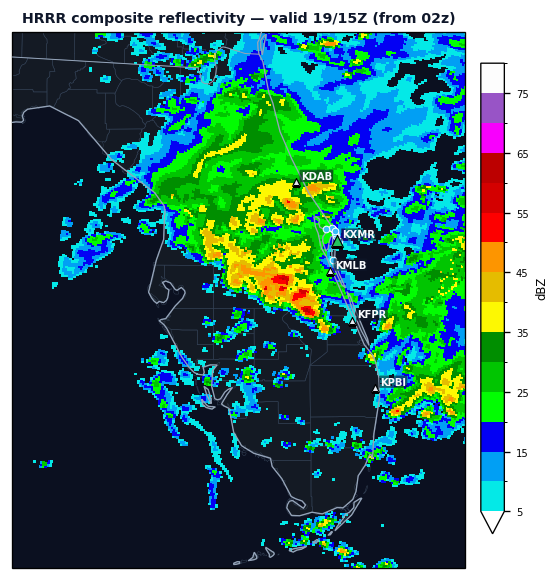 HRRR composite reflectivity — valid 19/15Z (from 02z)
KDAB
KXMR
KMLB
KFPR
KPBI
75
65
55
45
35
25
15
5
dBZ